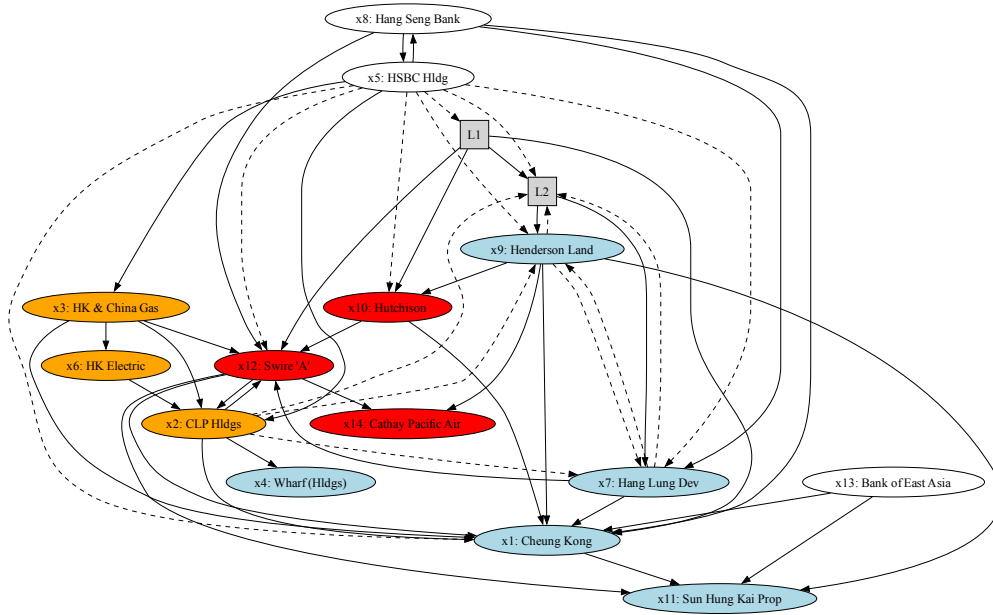 x8: Hang Seng Bank
x5: HSBC Hldg
L1
L2
x9: Henderson Land
x3: HK & China Gas
x10: Hutchison
x6: HK Electric
x12: Swire 'A'
x2: CLP Hldgs
x14: Cathay Pacific Air
x4: Wharf (Hldgs)
x7: Hang Lung Dev
x13: Bank of East Asia
x1: Cheung Kong
x11: Sun Hung Kai Prop